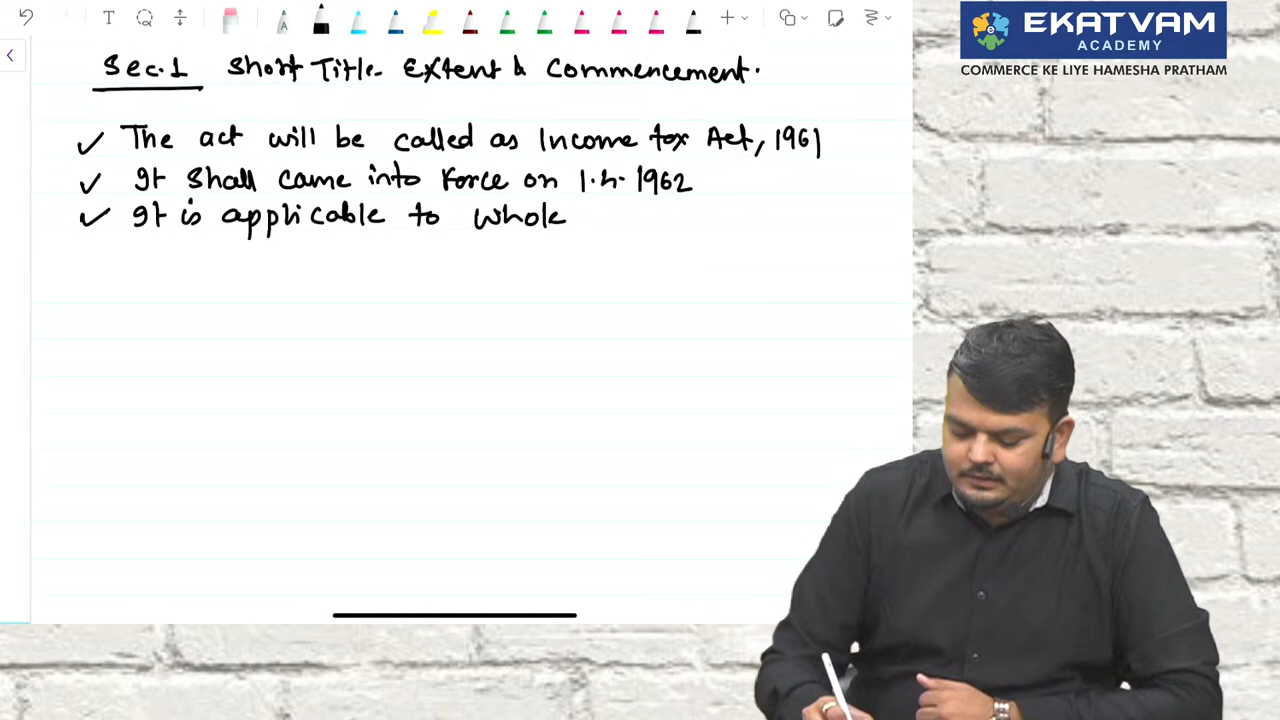 EKATVAM
ACADEMY
COMMERCE KE LIYE HAMESHA PRATHAM
Sec.1 Short Title. Extent & Commencement.
✓ The act will be called as Income tax Act, 1961
✓ It shall came into force on 1.4.1962
✓ It is applicable to whole